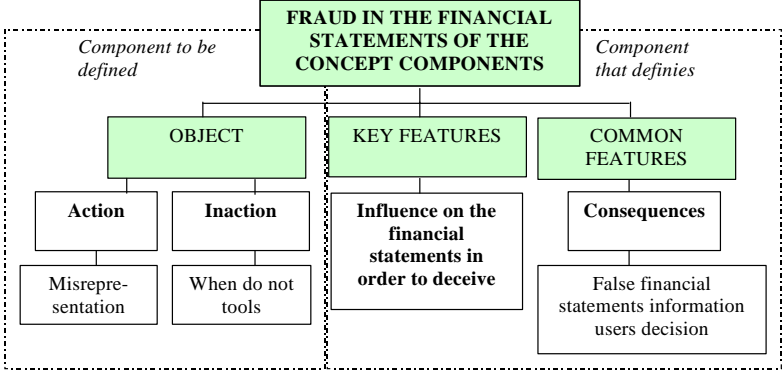 FRAUD IN THE FINANCIAL
STATEMENTS OF THE
CONCEPT COMPONENTS
Component to be
defined
Component
that definies
OBJECT
KEY FEATURES
COMMON
FEATURES
Action
Inaction
Influence on the
financial
statements in
order to deceive
Consequences
Misrepre-
sentation
When do not
tools
False financial
statements information
users decision